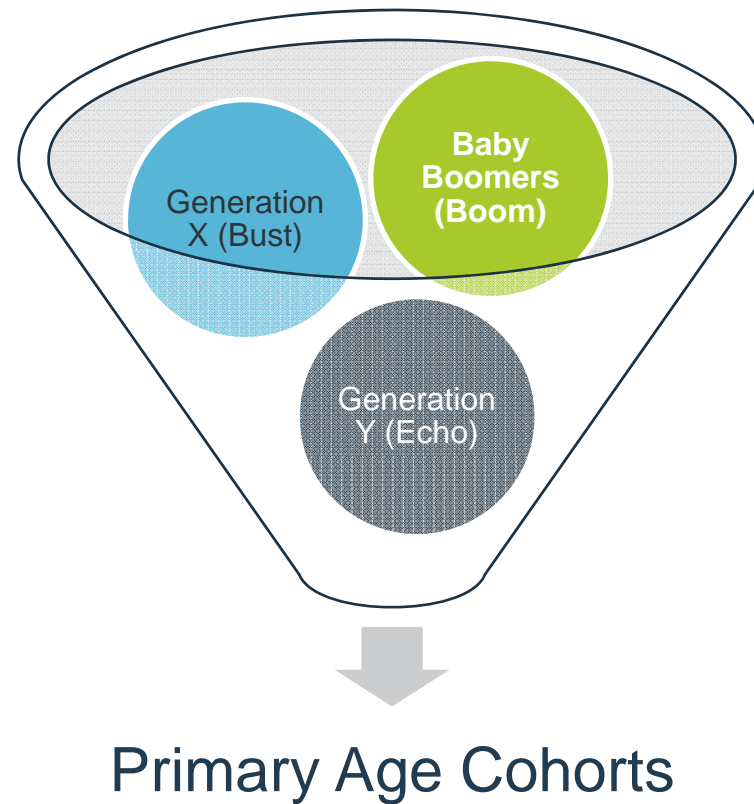 Baby
Boomers
(Boom)
Generation
X (Bust)
Generation
Y (Echo)
Primary Age Cohorts